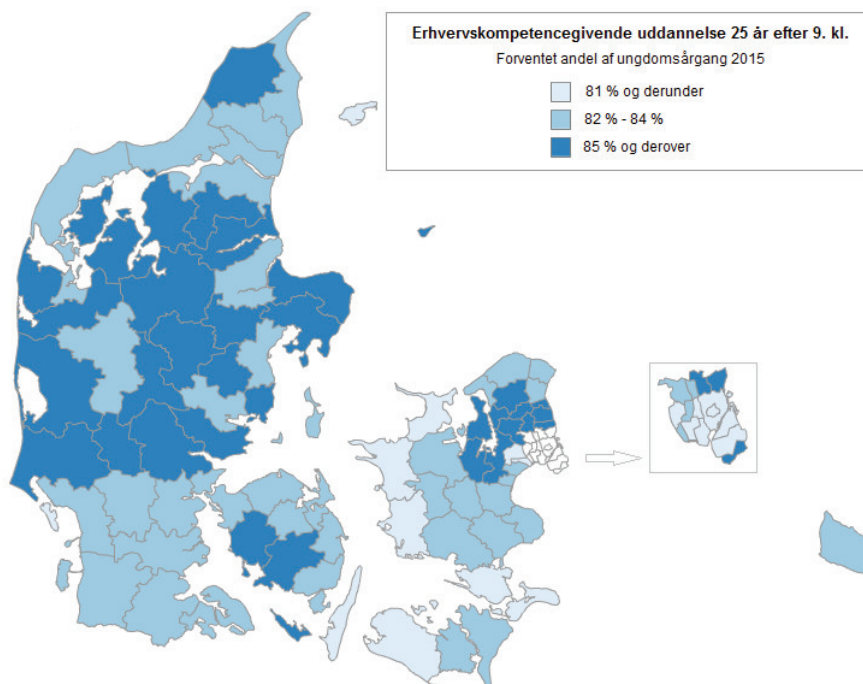 Erhvervskompetencegivende uddannelse 25 år efter 9. kl.
Forventet andel af ungdomsårgang 2015
81 % og derunder
82 % - 84 %
85 % og derover